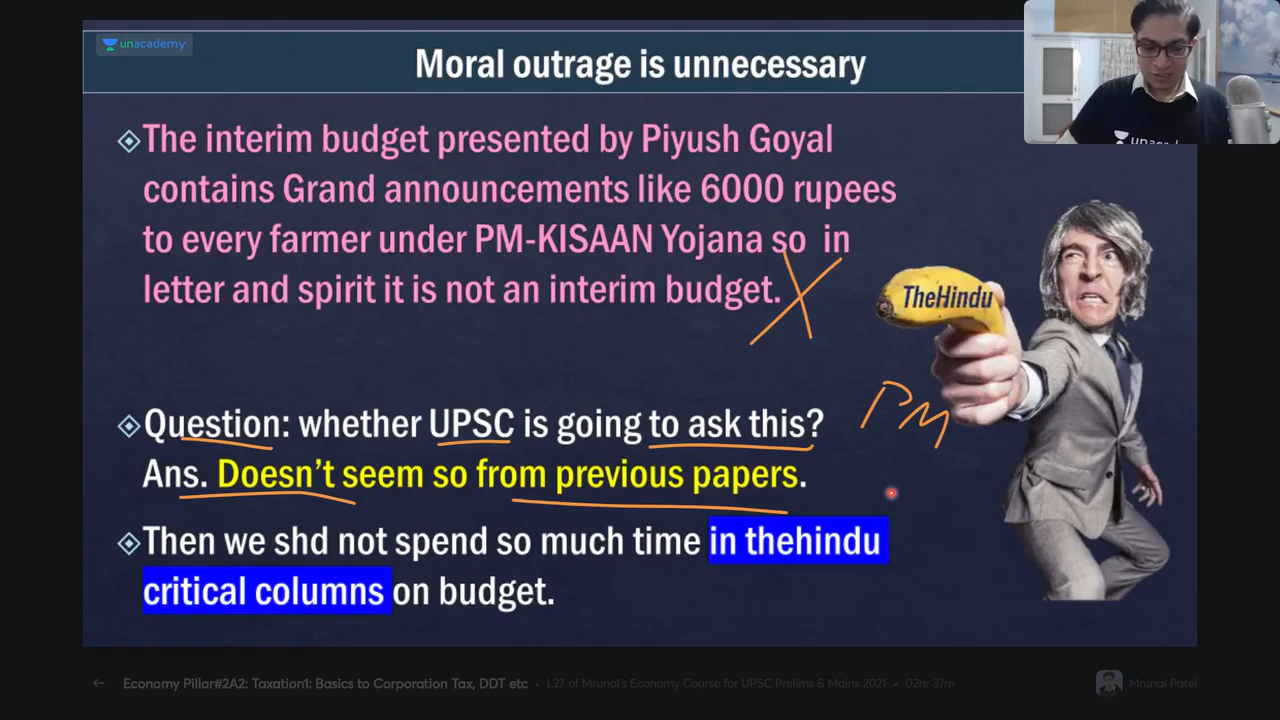 unacademy
Moral outrage is unnecessary
The interim budget presented by Piyush Goyal
contains Grand announcements like 6000 rupees
to every farmer under PM-KISAAN Yojana so in
letter and spirit it is not an interim budget.
TheHindu
PM
Question: whether UPSC is going to ask this?
Ans. Doesn't seem so from previous papers.
Then we shd not spend so much time in thehindu
critical columns on budget.
Economy Pillar#2A2: Taxation1: Basics to Corporation Tax, DDT etc • L27 of Mrunal's Economy Course for UPSC Prelims & Mains 2021 • 02hr 37m
Mrunal Patel